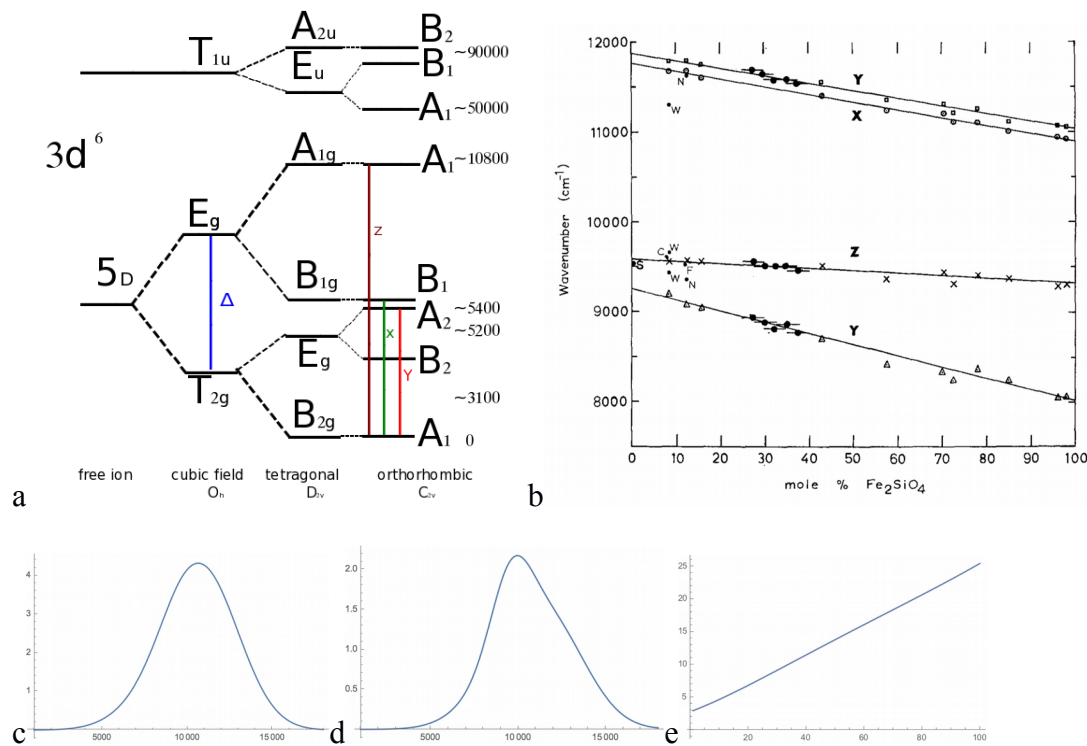 T1u
A2u
Eu
B2
~90000
B1
A1
~50000
3d 6
A1g
A1
~10800
Eg
z
5D
Δ
B1g
B1
~5400
A2
~5200
x
Eg
Y
B2
T2g
~3100
B2g
A1
0
free ion
cubic field
Oh
tetragonal
D2v
orthorhombic
C2v
a
12000
11000
10000
9000
8000
Wavenumber (cm-1)
Y
X
N
W
Z
C
W
S
F
W
N
Y
0 10 20 30 40 50 60 70 80 90 100
mole % Fe2SiO4
b
4
3
2
1
5000 10000 15000
c
2.0
1.5
1.0
0.5
5000 10000 15000
d
25
20
15
10
5
20 40 60 80 100
e